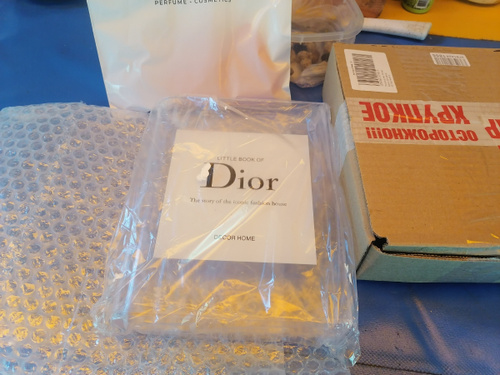 PERFUME - COSMETICS
LITTLE BOOK OF
Dior
The story of the iconic fashion house
DECOR HOME
ОСТОРОЖНО!!!
ХРУПКОЕ